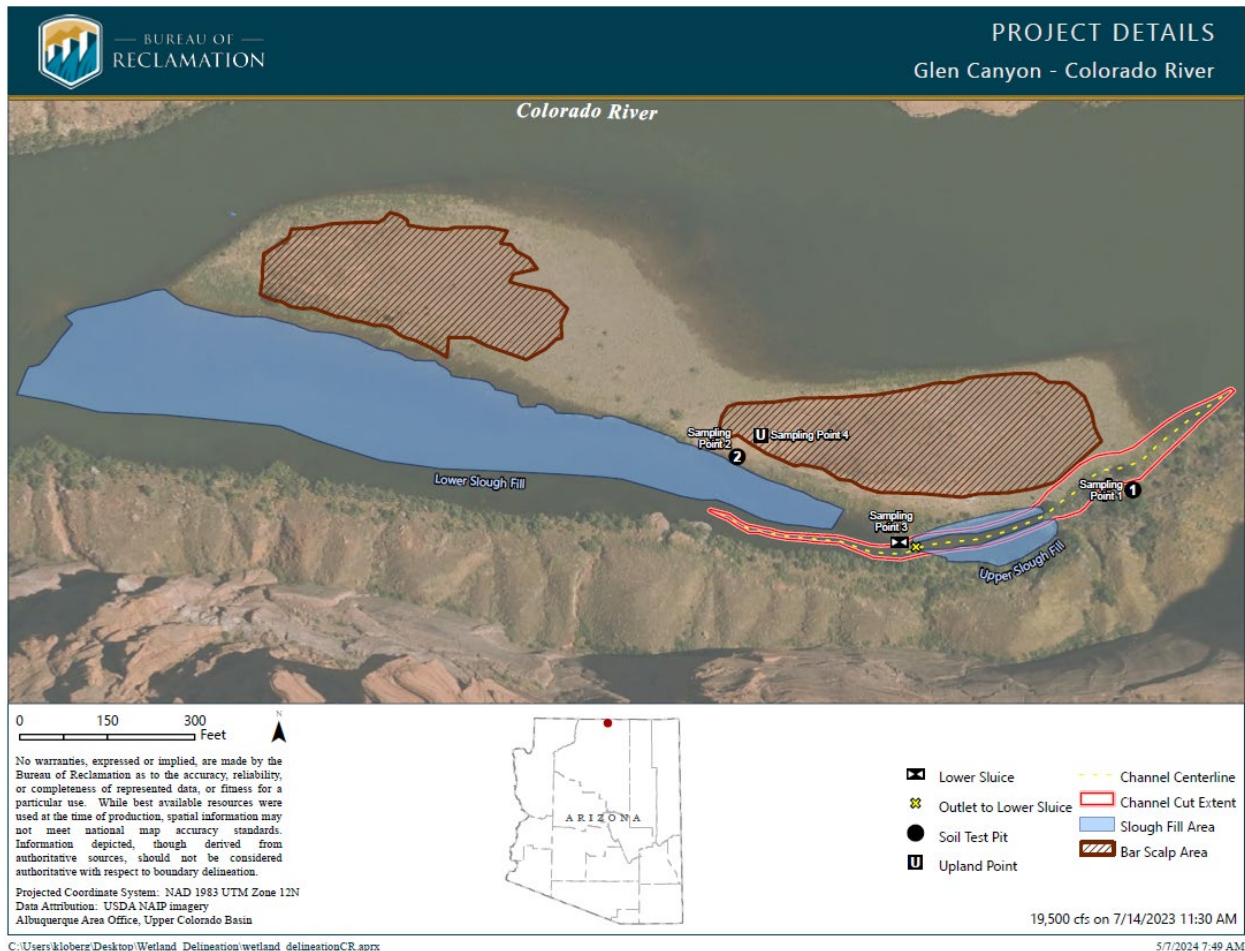 BUREAU OF
RECLAMATION
PROJECT DETAILS
Glen Canyon - Colorado River
Colorado River
Sampling
Point 2
2
U Sampling Point 4
Lower Slough Fill
Sampling
Point 1
1
Sampling
Point 3
Upper Slough Fill
0 150 300
Feet
N
No warranties, expressed or implied, are made by the
Bureau of Reclamation as to the accuracy, reliability,
or completeness of represented data, or fitness for a
particular use. While best available resources were
used at the time of production, spatial information may
not meet national map accuracy standards.
Information depicted, though derived from
authoritative sources, should not be considered
authoritative with respect to boundary delineation.
Projected Coordinate System: NAD 1983 UTM Zone 12N
Data Attribution: USDA NAIP imagery
Albuquerque Area Office, Upper Colorado Basin
ARIZONA
Lower Sluice
Outlet to Lower Sluice
Soil Test Pit
U Upland Point
Channel Centerline
Channel Cut Extent
Slough Fill Area
Bar Scalp Area
19,500 cfs on 7/14/2023 11:30 AM
C:\Users\kloberg\Desktop\Wetland_Delineation\wetland_delineationCR.aprx
5/7/2024 7:49 AM